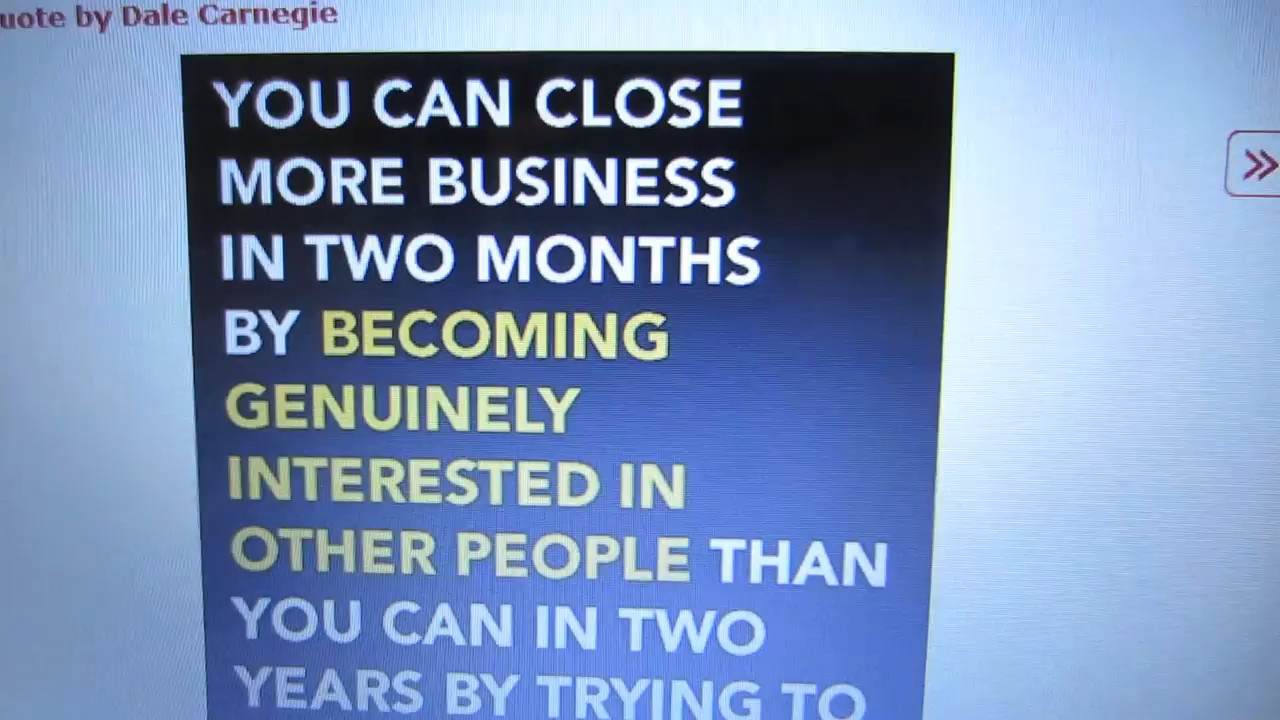 uote by Dale Carnegie
YOU CAN CLOSE
MORE BUSINESS
IN TWO MONTHS
BY BECOMING
GENUINELY
INTERESTED IN
OTHER PEOPLE THAN
YOU CAN IN TWO
YEARS BY TRYING TO